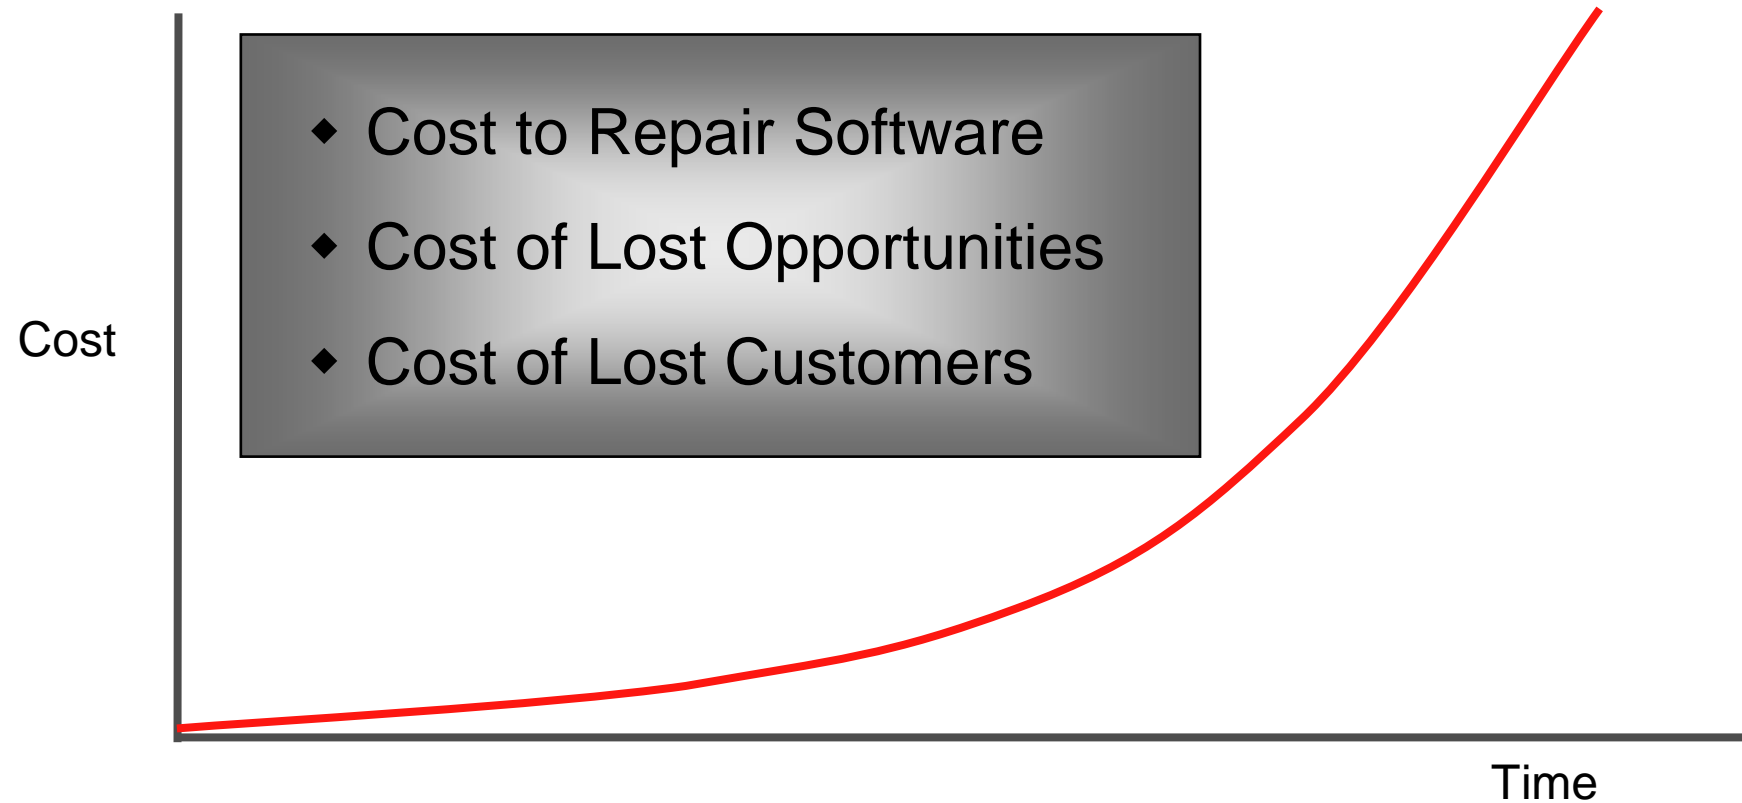 ◆ Cost to Repair Software
◆ Cost of Lost Opportunities
◆ Cost of Lost Customers
Cost
Time